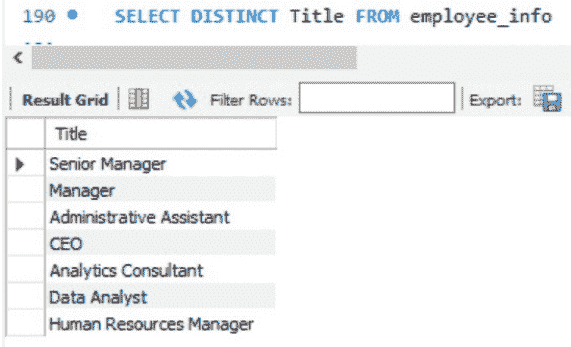 190 SELECT DISTINCT Title FROM employee_info
Result Grid Filter Rows: Export:
Title
Senior Manager
Manager
Administrative Assistant
CEO
Analytics Consultant
Data Analyst
Human Resources Manager